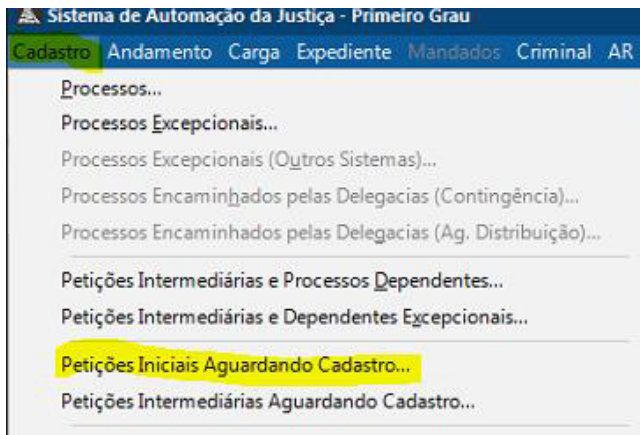 Sistema de Automação da Justiça - Primeiro Grau
Cadastro Andamento Carga Expediente Mandados Criminal AR
Processos...
Processos Excepcionais...
Processos Excepcionais (Outros Sistemas)...
Processos Encaminhados pelas Delegacias (Contingência)...
Processos Encaminhados pelas Delegacias (Ag. Distribuição)...
Petições Intermediárias e Processos Dependentes...
Petições Intermediárias e Dependentes Excepcionais...
Petições Iniciais Aguardando Cadastro...
Petições Intermediárias Aguardando Cadastro...